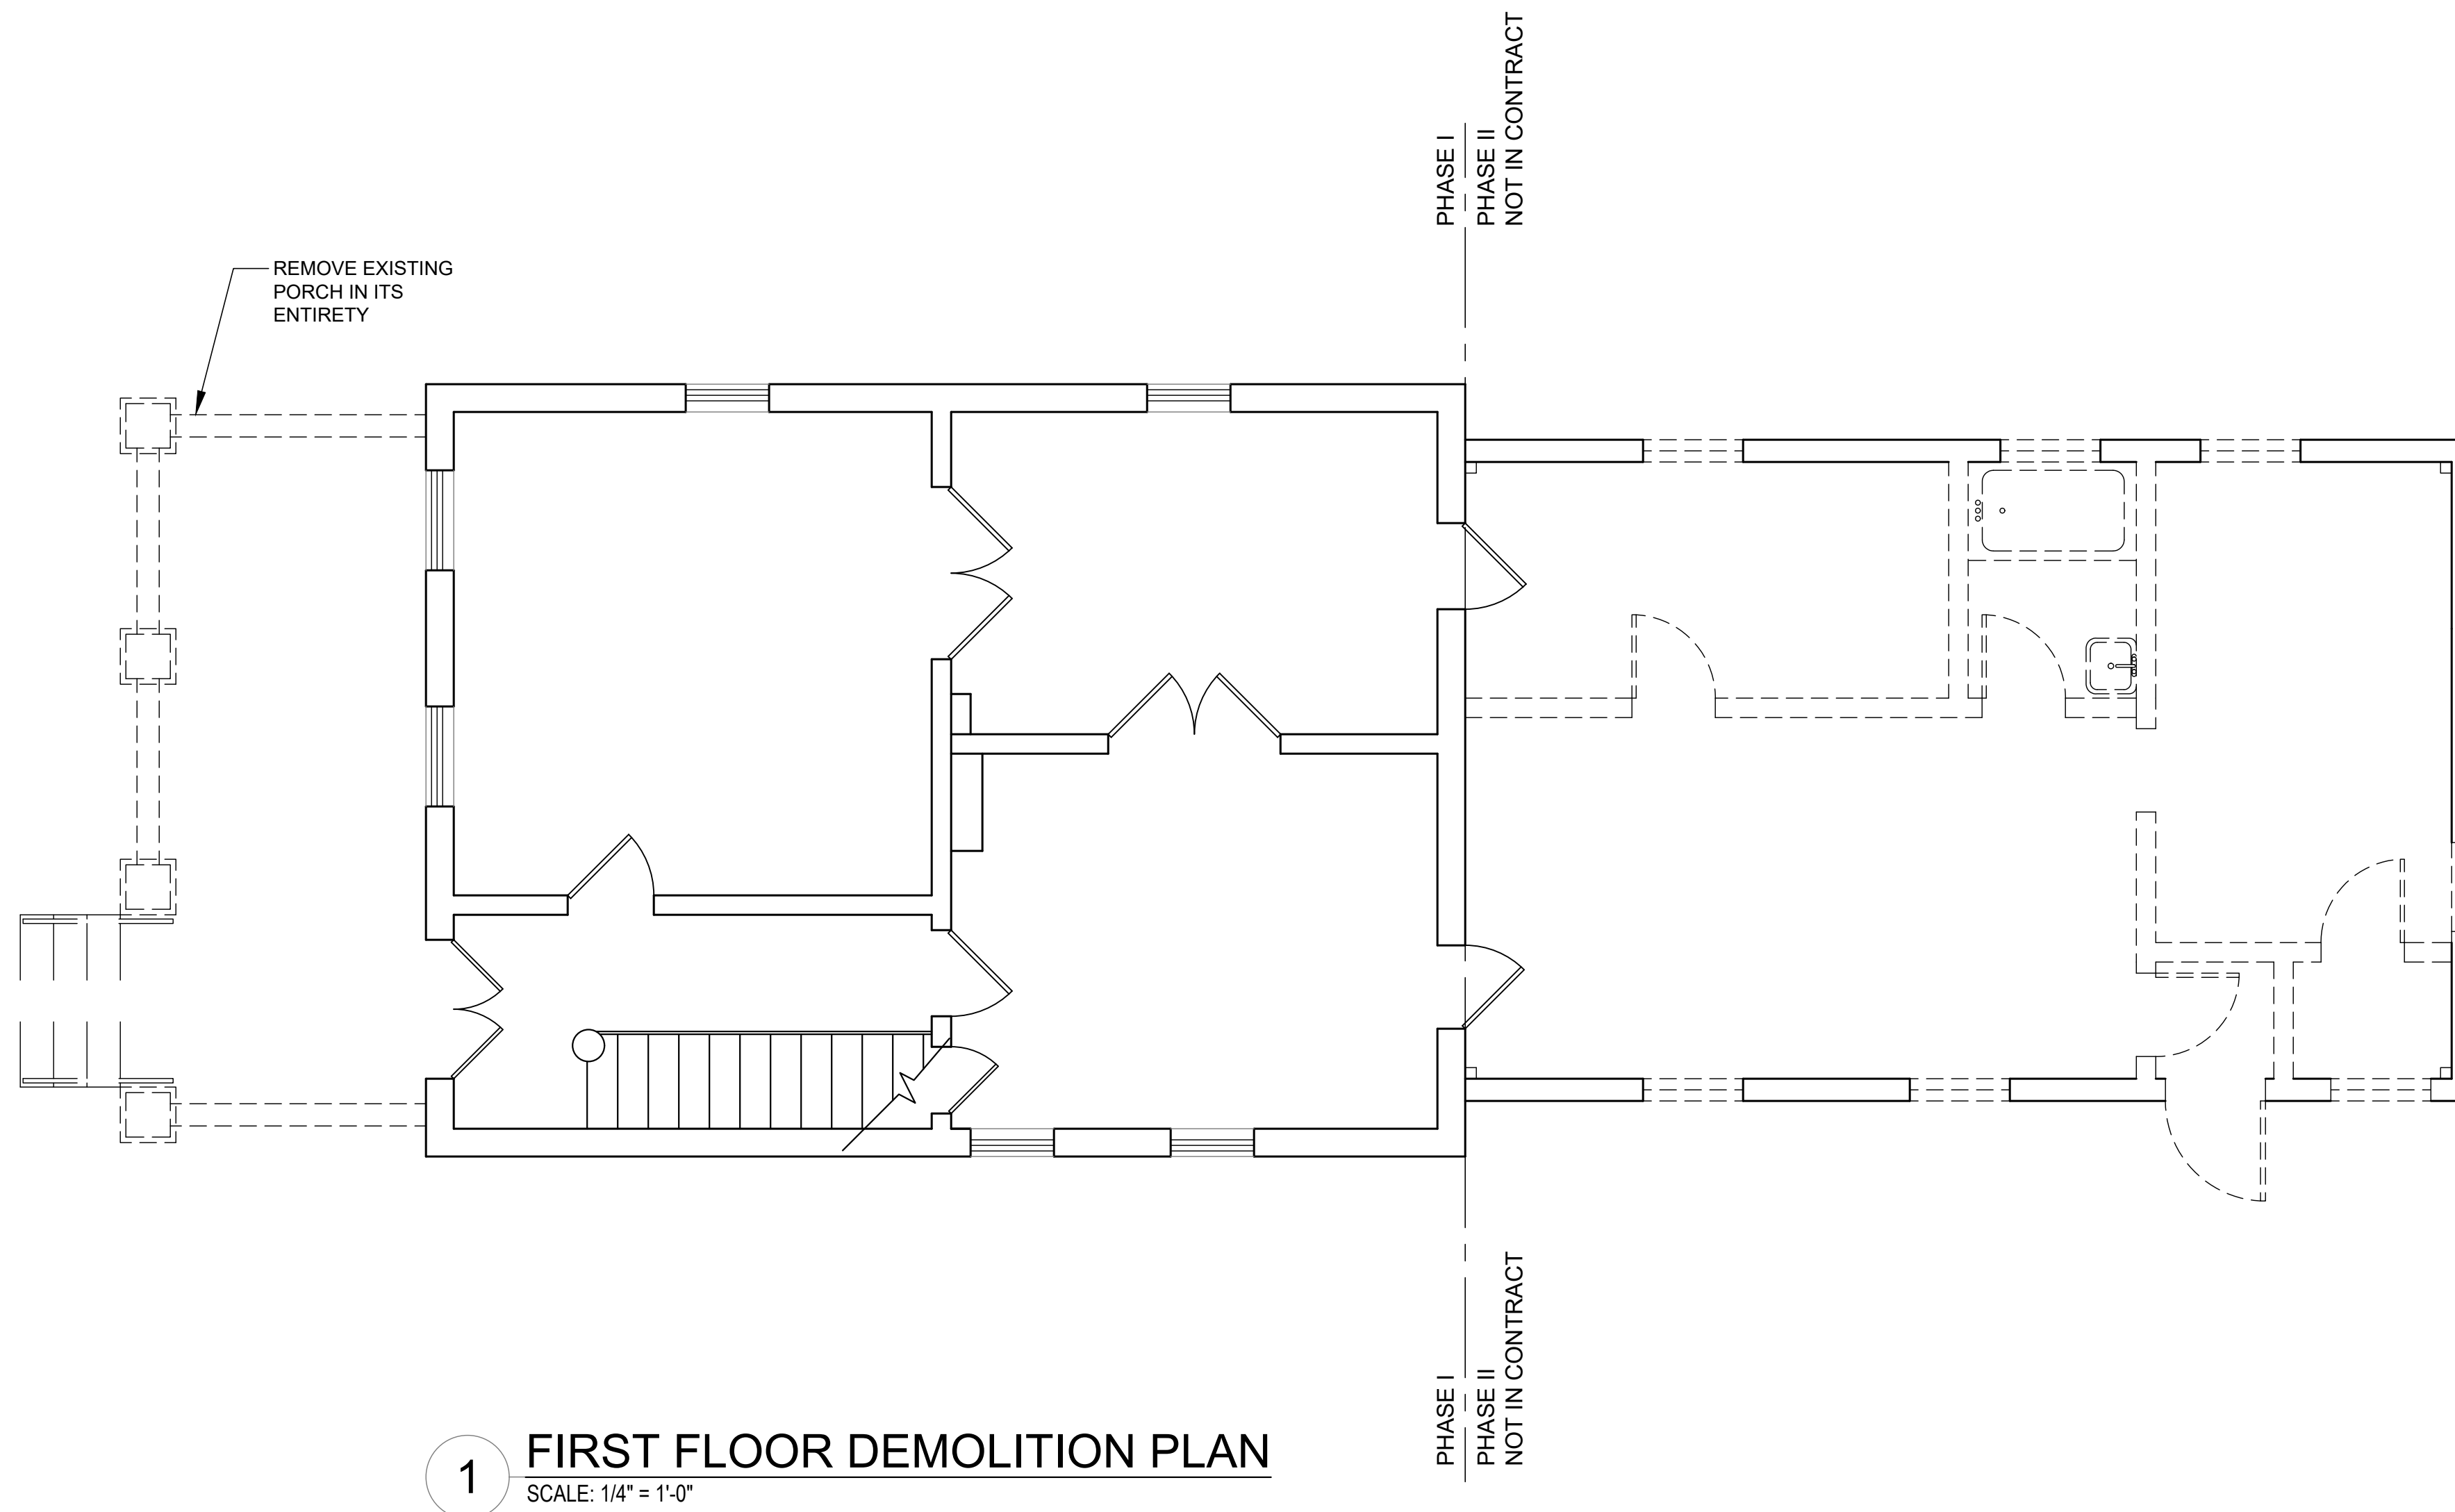 PHASE I
PHASE II
NOT IN CONTRACT
REMOVE EXISTING
PORCH IN ITS
ENTIRETY
PHASE I
PHASE II
NOT IN CONTRACT
1
FIRST FLOOR DEMOLITION PLAN
SCALE: 1/4" = 1'-0"